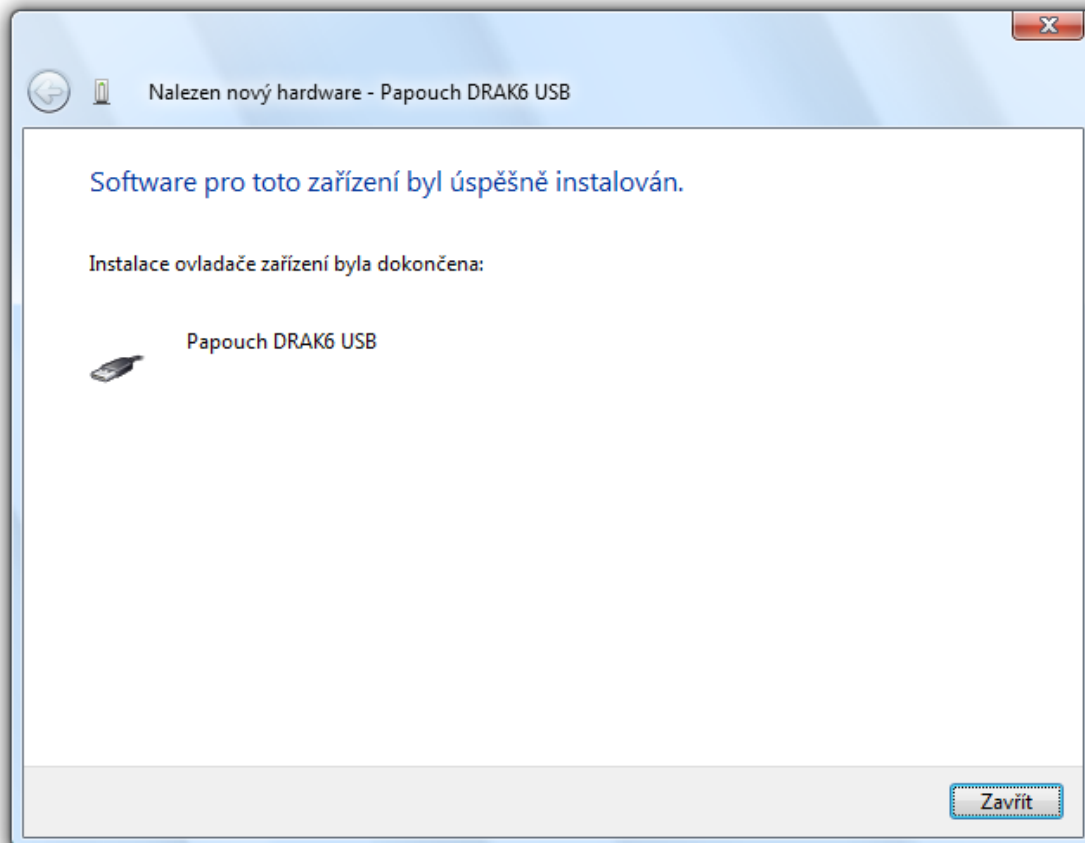 Nalezen nový hardware - Papouch DRAK6 USB
Software pro toto zařízení byl úspěšně instalován.
Instalace ovladače zařízení byla dokončena:
Papouch DRAK6 USB
Zavřít